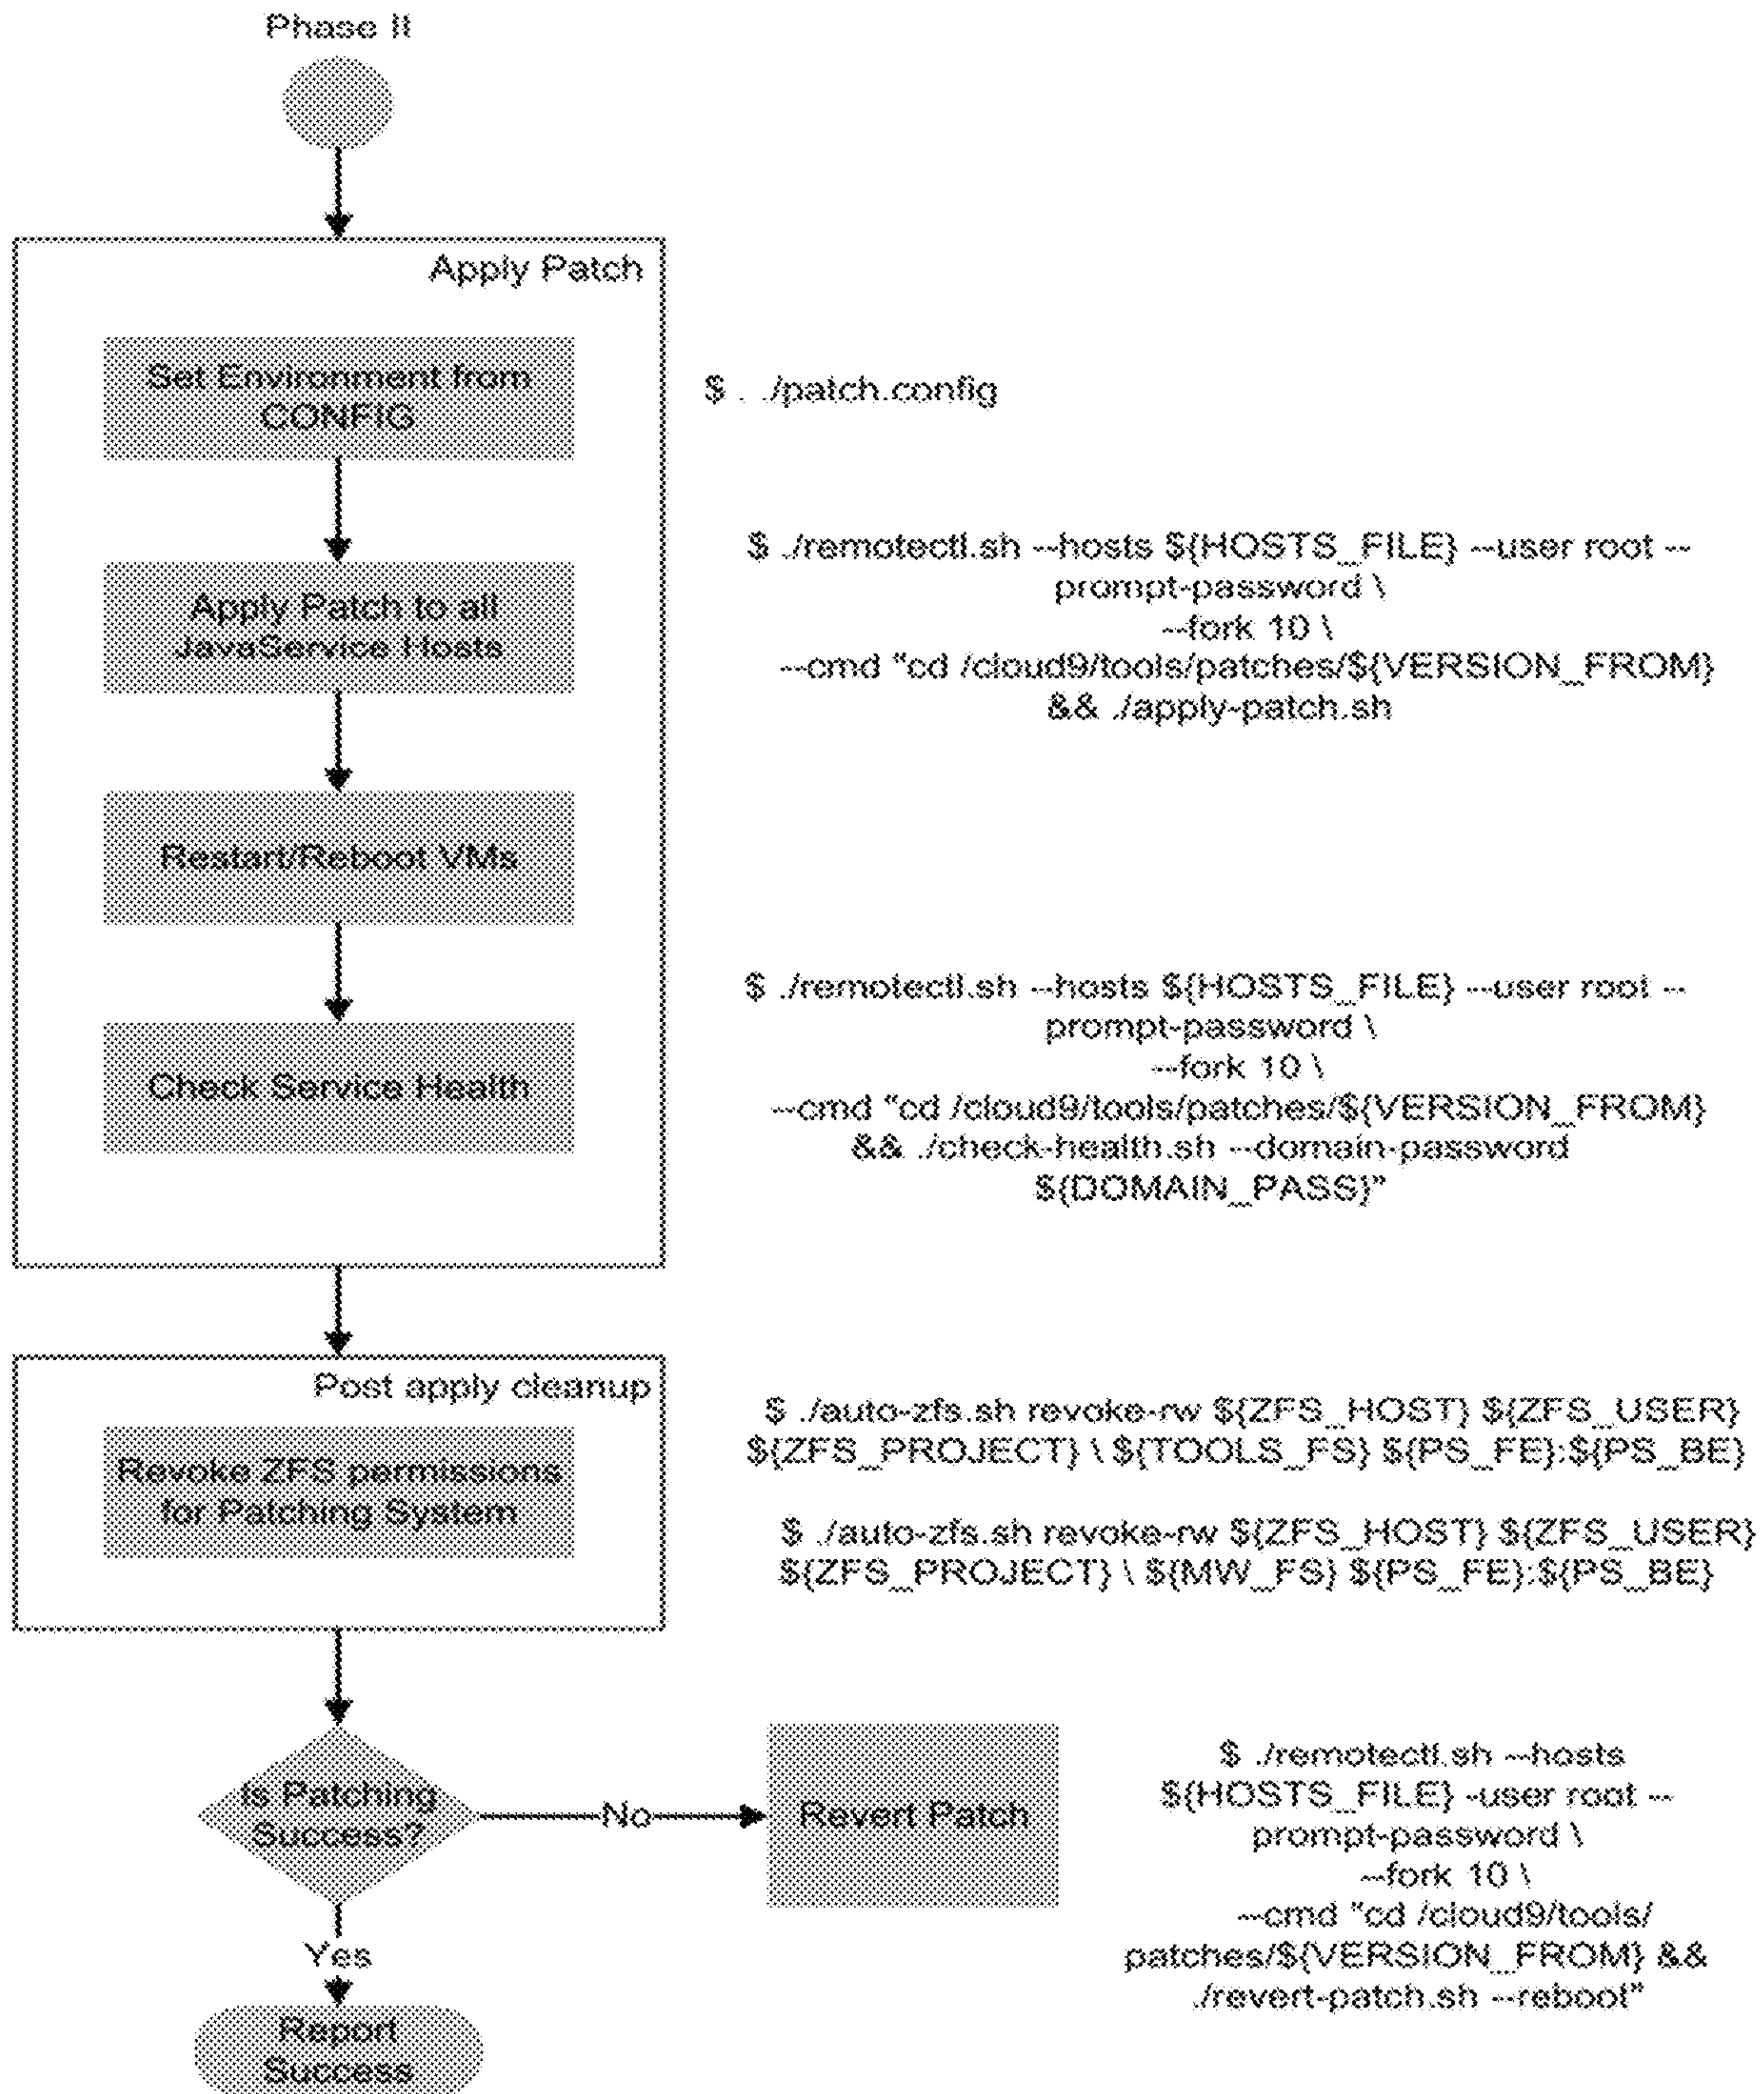 Phase II
Apply Patch
Set Environment from
CONFIG
$ . ./patch.config
Apply Patch to all
JavaService Hosts
$ ./remotectl.sh --hosts ${HOSTS_FILE} --user root --
prompt-password \
--fork 10 \
--cmd "cd /cloud9/tools/patches/${VERSION_FROM}
&& ./apply-patch.sh
Restart/Reboot VMs
Check Service Health
$ ./remotectl.sh --hosts ${HOSTS_FILE} --user root --
prompt-password \
--fork 10 \
--cmd "cd /cloud9/tools/patches/${VERSION_FROM}
&& ./check-health.sh --domain-password
${DOMAIN_PASS}"
Post apply cleanup
Revoke ZFS permissions
for Patching System
$ ./auto-zfs.sh revoke-rw ${ZFS_HOST} ${ZFS_USER}
${ZFS_PROJECT} \ ${TOOLS_FS} ${PS_FE}:${PS_BE}
$ ./auto-zfs.sh revoke-rw ${ZFS_HOST} ${ZFS_USER}
${ZFS_PROJECT} \ ${MW_FS} ${PS_FE}:${PS_BE}
Is Patching
Success?
No
Revert Patch
$ ./remotectl.sh --hosts
${HOSTS_FILE} -user root --
prompt-password \
--fork 10 \
--cmd "cd /cloud9/tools/
patches/${VERSION_FROM} &&
./revert-patch.sh --reboot"
Yes
Report
Success